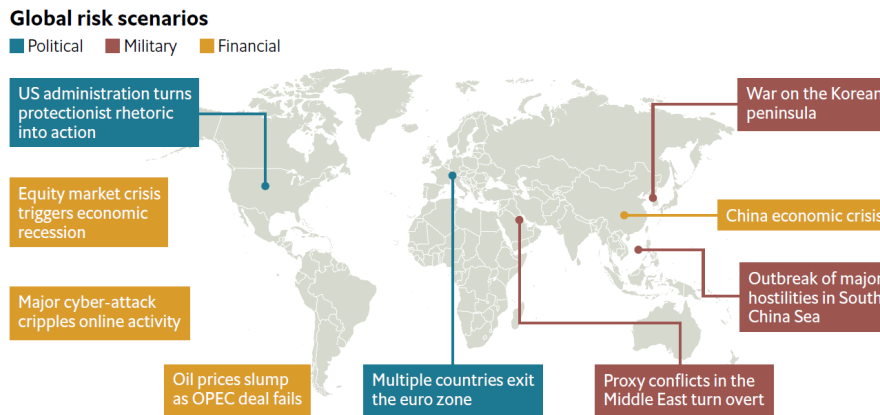 Global risk scenarios
Political Military Financial
US administration turns
protectionist rhetoric
into action
War on the Korean
peninsula
Equity market crisis
triggers economic
recession
China economic crisis
Major cyber-attack
cripples online activity
Outbreak of major
hostilities in South
China Sea
Oil prices slump
as OPEC deal fails
Multiple countries exit
the euro zone
Proxy conflicts in the
Middle East turn overt